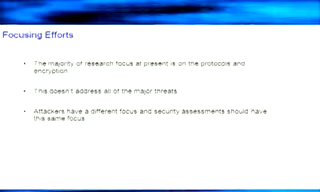 Focusing Efforts
• The majority of research focus at present is on the protocols and
encryption
• This doesn't address all of the major threats
• Attackers have a different focus and security assessments should have
this same focus